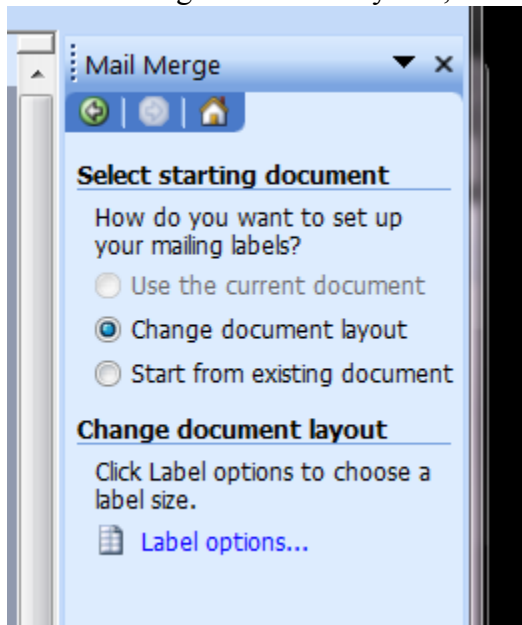 Mail Merge
Select starting document
How do you want to set up
your mailing labels?
Use the current document
Change document layout
Start from existing document
Change document layout
Click Label options to choose a
label size.
Label options...